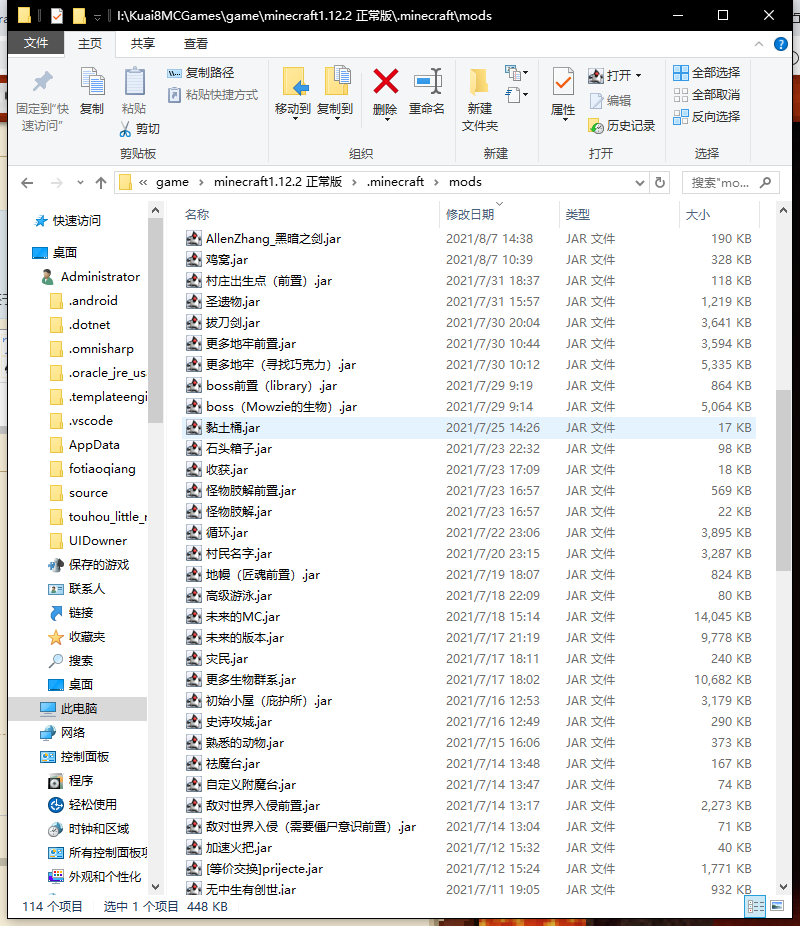 I:\Kuai8MCGames\game\minecraft1.12.2 正常版\.minecraft\mods
文件 主页 共享 查看
固定到“快速访问”
复制
粘贴
复制路径
粘贴快捷方式
剪切
移动到 复制到 删除 重命名
新建文件夹
属性
打开
编辑
历史记录
全部选择
全部取消
反向选择
剪贴板 组织 新建 打开 选择
« game › minecraft1.12.2 正常版 › .minecraft › mods
搜索"mo...
快速访问
桌面
Administrator
.android
.dotnet
.omnisharp
.oracle_jre_us
.templateengi
.vscode
AppData
fotiaoqiang
source
touhou_little_r
UIDowner
保存的游戏
联系人
链接
收藏夹
搜索
桌面
此电脑
网络
控制面板
程序
轻松使用
时钟和区域
所有控制面板项
外观和个性化
名称 修改日期 类型 大小
AllenZhang_黑暗之剑.jar 2021/8/7 14:38 JAR 文件 190 KB
鸡窝.jar 2021/8/7 10:39 JAR 文件 328 KB
村庄出生点（前置）.jar 2021/7/31 18:37 JAR 文件 118 KB
圣遗物.jar 2021/7/31 15:57 JAR 文件 1,219 KB
拔刀剑.jar 2021/7/30 20:04 JAR 文件 3,641 KB
更多地牢前置.jar 2021/7/30 10:44 JAR 文件 3,594 KB
更多地牢（寻找巧克力）.jar 2021/7/30 10:12 JAR 文件 5,335 KB
boss前置（library）.jar 2021/7/29 9:19 JAR 文件 864 KB
boss（Mowzie的生物）.jar 2021/7/29 9:14 JAR 文件 5,064 KB
黏土桶.jar 2021/7/25 14:26 JAR 文件 17 KB
石头箱子.jar 2021/7/23 22:32 JAR 文件 98 KB
收获.jar 2021/7/23 17:09 JAR 文件 18 KB
怪物肢解前置.jar 2021/7/23 16:57 JAR 文件 569 KB
怪物肢解.jar 2021/7/23 16:57 JAR 文件 22 KB
循环.jar 2021/7/22 23:06 JAR 文件 3,895 KB
村民名字.jar 2021/7/20 23:15 JAR 文件 3,287 KB
地幔（匠魂前置）.jar 2021/7/19 18:07 JAR 文件 824 KB
高级游泳.jar 2021/7/18 22:09 JAR 文件 80 KB
未来的MC.jar 2021/7/18 15:14 JAR 文件 14,045 KB
未来的版本.jar 2021/7/17 21:19 JAR 文件 9,778 KB
灾民.jar 2021/7/17 18:11 JAR 文件 240 KB
更多生物群系.jar 2021/7/17 18:02 JAR 文件 10,682 KB
初始小屋（庇护所）.jar 2021/7/16 12:53 JAR 文件 3,179 KB
史诗攻城.jar 2021/7/16 12:49 JAR 文件 290 KB
熟悉的动物.jar 2021/7/15 16:06 JAR 文件 373 KB
祛魔台.jar 2021/7/14 13:48 JAR 文件 167 KB
自定义附魔台.jar 2021/7/14 13:47 JAR 文件 74 KB
敌对世界入侵前置.jar 2021/7/14 13:17 JAR 文件 2,273 KB
敌对世界入侵（需要僵尸意识前置）.jar 2021/7/14 13:04 JAR 文件 71 KB
加速火把.jar 2021/7/12 15:32 JAR 文件 40 KB
[等价交换]prijecte.jar 2021/7/12 15:24 JAR 文件 1,771 KB
无中生有创世.jar 2021/7/11 19:05 JAR 文件 932 KB
114 个项目 选中 1 个项目 448 KB